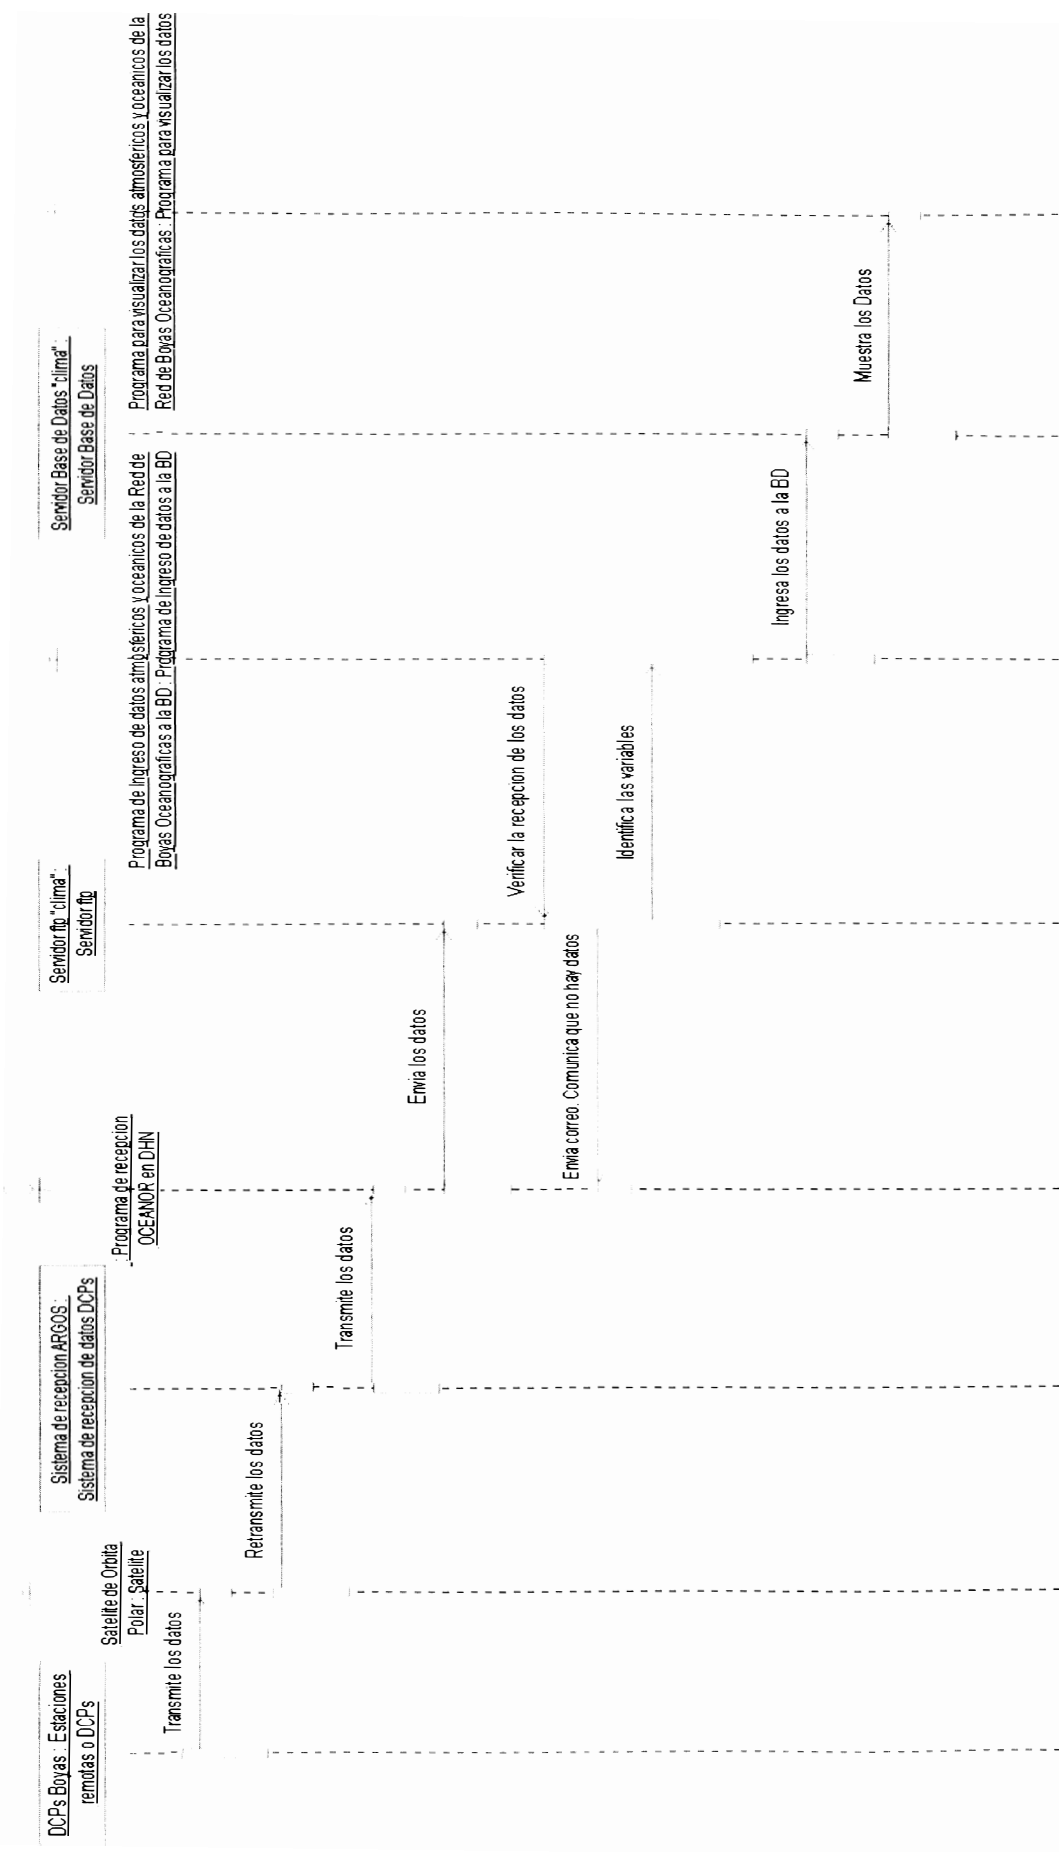 DCPs Boyas : Estaciones
remotas o DCPs
Satelite de Orbita
Polar : Satelite
Sistema de recepcion ARGOS :
Sistema de recepcion de datos DCPs
: Programa de recepcion
OCEANOR en DHN
Servidor ftp "clima" :
Servidor ftp
Programa de Ingreso de datos atmosfericos y oceanicos de la Red de
Boyas Oceanograficas a la BD : Programa de Ingreso de datos a la BD
Servidor Base de Datos "clima" :
Servidor Base de Datos
Programa para visualizar los datos atmosfericos y oceanicos de la
Red de Boyas Oceanograficas : Programa para visualizar los datos
Transmite los datos
Retransmite los datos
Transmite los datos
Envia los datos
Verificar la recepcion de los datos
Envia correo. Comunica que no hay datos
Identifica las variables
Ingresa los datos a la BD
Muestra los Datos